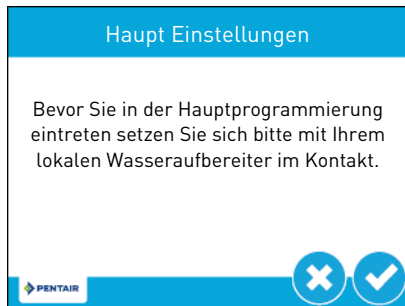 Haupt Einstellungen
Bevor Sie in der Hauptprogrammierung
eintreten setzen Sie sich bitte mit Ihrem
lokalen Wasseraufbereiter im Kontakt.
PENTAIR